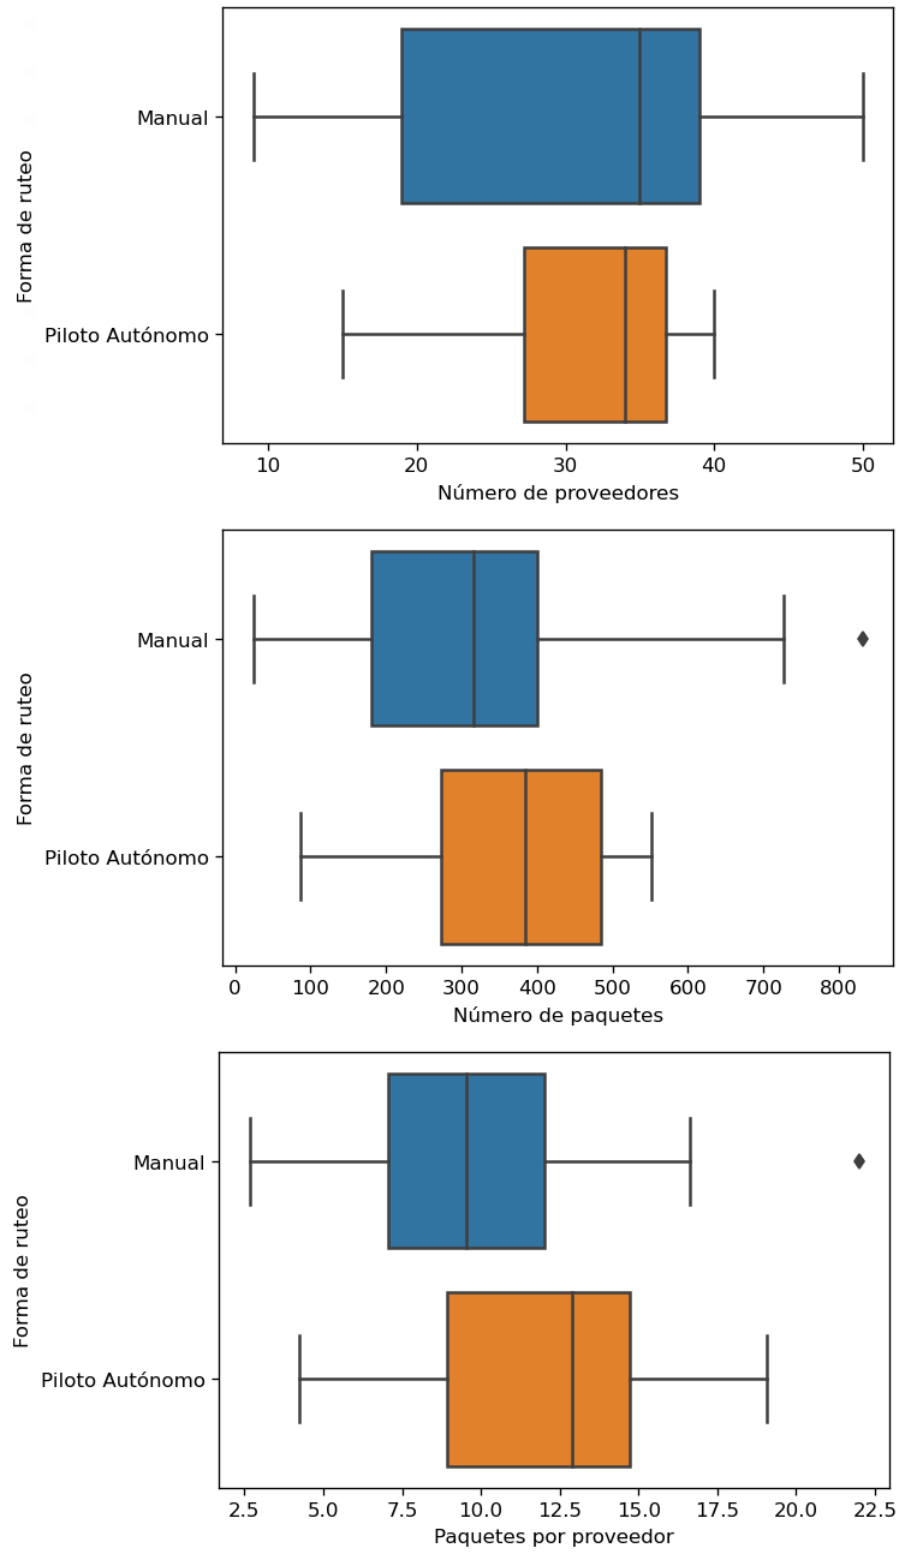 Forma de ruteo
Manual
Piloto Autónomo
10 20 30 40 50
Número de proveedores
Forma de ruteo
Manual
Piloto Autónomo
0 100 200 300 400 500 600 700 800
Número de paquetes
Forma de ruteo
Manual
Piloto Autónomo
2.5 5.0 7.5 10.0 12.5 15.0 17.5 20.0 22.5
Paquetes por proveedor